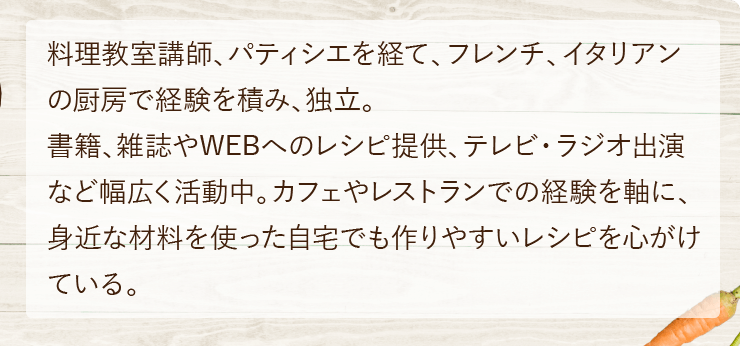 料理教室講師、パティシエを経て、フレンチ、イタリアン
の厨房で経験を積み、独立。
書籍、雑誌やWEBへのレシピ提供、テレビ・ラジオ出演
など幅広く活動中。カフェやレストランでの経験を軸に、
身近な材料を使った自宅でも作りやすいレシピを心がけ
ている。